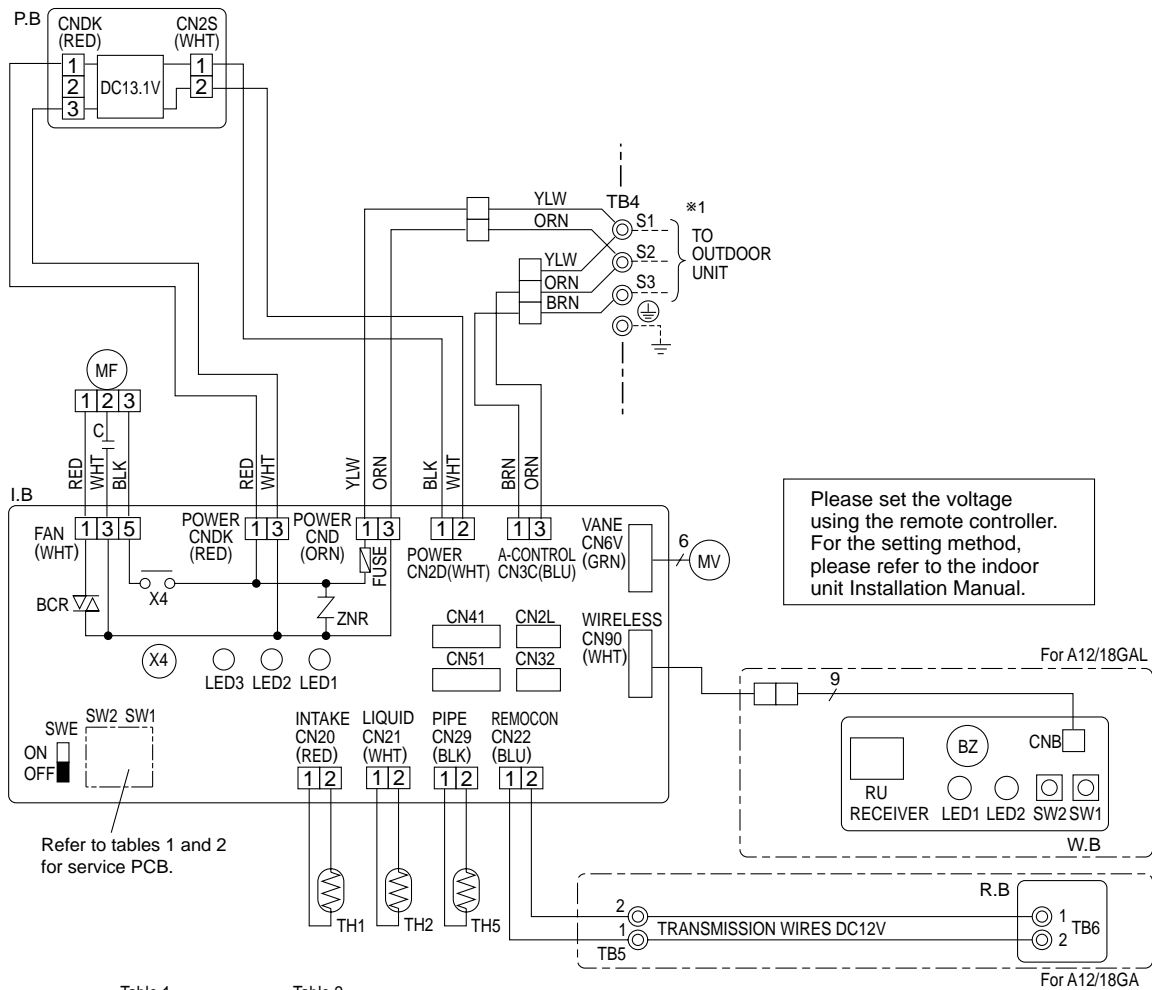 P.B
CNDK
(RED)
CN2S
(WHT)
1
2
3
DC13.1V
1
2
YLW
ORN
TB4
※1
S1
S2
S3
TO
OUTDOOR
UNIT
YLW
ORN
BRN
MF
1 2 3
C
RED
WHT
BLK
RED
WHT
YLW
ORN
BLK
WHT
BRN
ORN
I.B
FAN
(WHT)
1 3 5
POWER
CNDK
(RED)
1 3
POWER
CND
(ORN)
1 3
FUSE
1 2
POWER
CN2D(WHT)
1 3
A-CONTROL
CN3C(BLU)
VANE
CN6V
(GRN)
6
MV
Please set the voltage
using the remote controller.
For the setting method,
please refer to the indoor
unit Installation Manual.
BCR
X4
ZNR
X4
LED3 LED2 LED1
CN41
CN2L
CN51
CN32
WIRELESS
CN90
(WHT)
For A12/18GAL
9
CNB
BZ
RU
RECEIVER
LED1 LED2 SW2 SW1
W.B
SWE
ON
OFF
SW2 SW1
INTAKE
CN20
(RED)
LIQUID
CN21
(WHT)
PIPE
CN29
(BLK)
REMOCON
CN22
(BLU)
1 2
1 2
1 2
1 2
Refer to tables 1 and 2
for service PCB.
TH1
TH2
TH5
R.B
2
1
TB5
TRANSMISSION WIRES DC12V
1
2
TB6
For A12/18GA
Table 1
Table 2